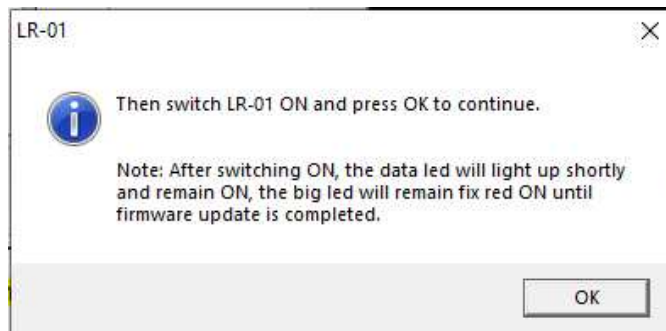 LR-01
Then switch LR-01 ON and press OK to continue.
Note: After switching ON, the data led will light up shortly
and remain ON, the big led will remain fix red ON until
firmware update is completed.
OK